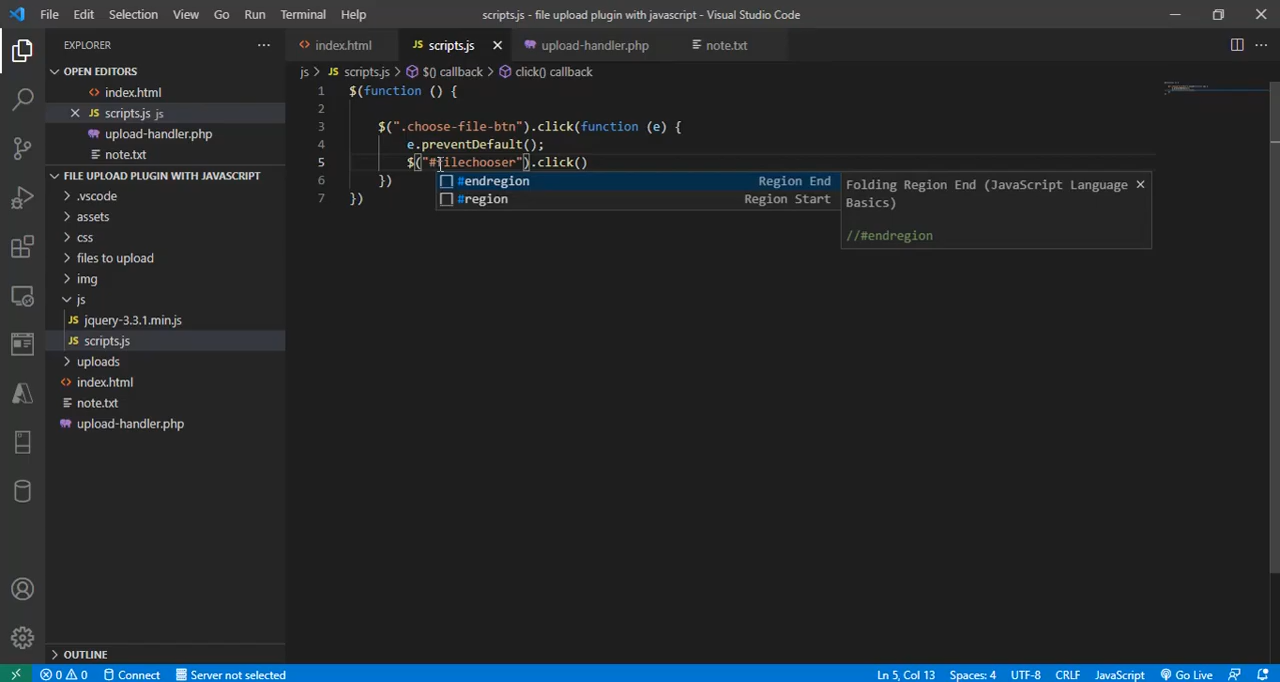 File Edit Selection View Go Run Terminal Help
scripts.js - file upload plugin with javascript - Visual Studio Code
EXPLORER
OPEN EDITORS
index.html
scripts.js js
upload-handler.php
note.txt
FILE UPLOAD PLUGIN WITH JAVASCRIPT
.vscode
assets
css
files to upload
img
js
JS jquery-3.3.1.min.js
JS scripts.js
uploads
index.html
note.txt
upload-handler.php
OUTLINE
index.html JS scripts.js upload-handler.php note.txt
js > JS scripts.js > $() callback > click() callback
1 $(function () {
2
3 $(".choose-file-btn").click(function (e) {
4 e.preventDefault();
5 $("#filechooser").click()
6 })
7 })
#endregion Region End
#region Region Start
Folding Region End (JavaScript Language
Basics)
//#endregion
0 0 Connect Server not selected Ln 5, Col 13 Spaces: 4 UTF-8 CRLF JavaScript Go Live